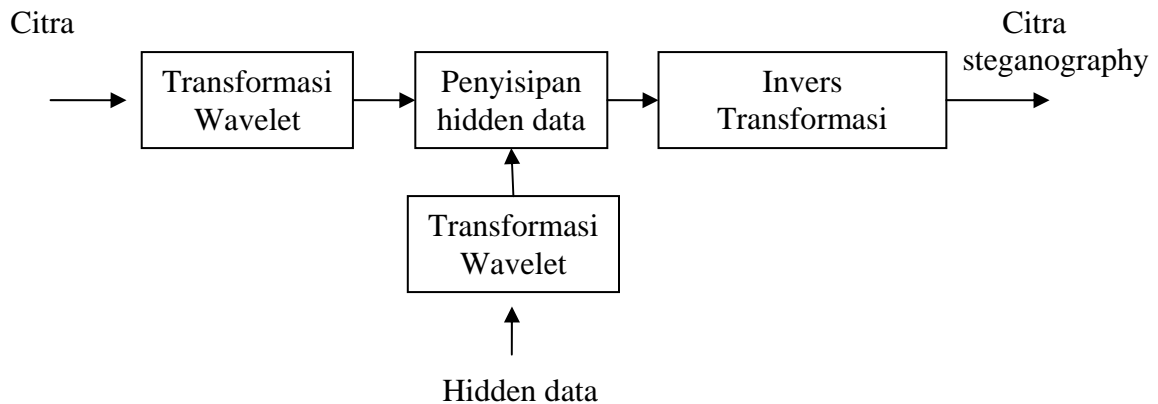 Citra
Citra
steganography
Transformasi
Wavelet
Penyisipan
hidden data
Invers
Transformasi
Transformasi
Wavelet
Hidden data